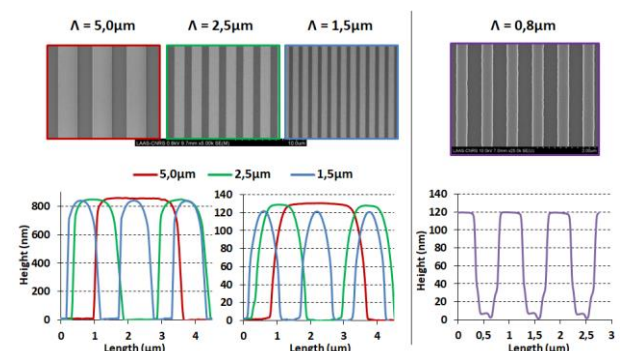 Λ = 5,0µm
Λ = 2,5µm
Λ = 1,5µm
Λ = 0,8µm
10.0um
5,0µm
2,5µm
1,5µm
Height (nm)
800
600
400
200
0
0 1 2 3 4
Length (µm)
140
120
100
80
60
40
20
0
0 1 2 3 4
Length (µm)
Height (nm)
140
120
100
80
60
40
20
0
0 0,5 1 1,5 2 2,5 3
Length (µm)